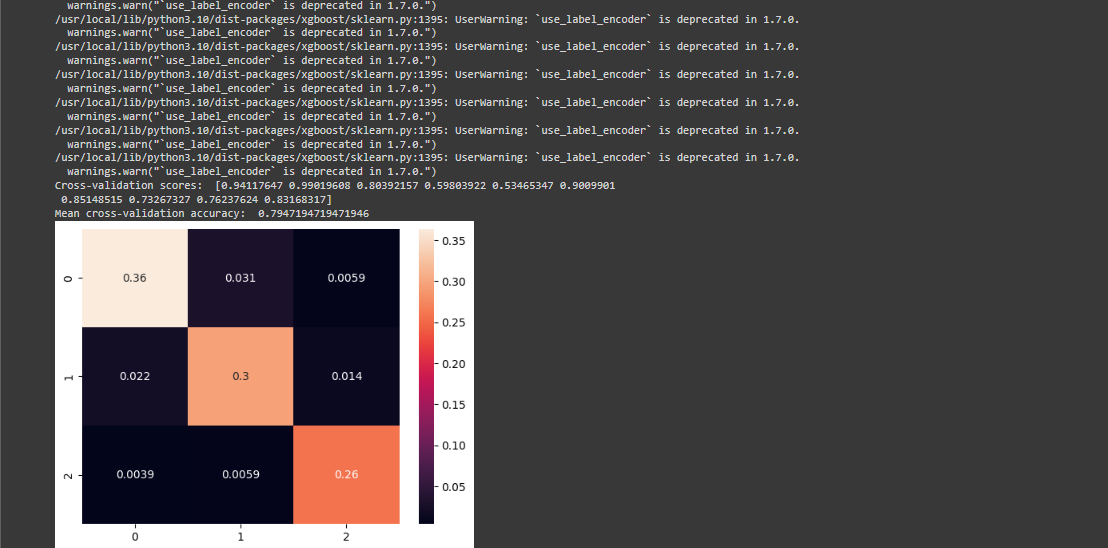 warnings.warn("`use_label_encoder` is deprecated in 1.7.0.")
/usr/local/lib/python3.10/dist-packages/xgboost/sklearn.py:1395: UserWarning: `use_label_encoder` is deprecated in 1.7.0.
warnings.warn("`use_label_encoder` is deprecated in 1.7.0.")
/usr/local/lib/python3.10/dist-packages/xgboost/sklearn.py:1395: UserWarning: `use_label_encoder` is deprecated in 1.7.0.
warnings.warn("`use_label_encoder` is deprecated in 1.7.0.")
/usr/local/lib/python3.10/dist-packages/xgboost/sklearn.py:1395: UserWarning: `use_label_encoder` is deprecated in 1.7.0.
warnings.warn("`use_label_encoder` is deprecated in 1.7.0.")
/usr/local/lib/python3.10/dist-packages/xgboost/sklearn.py:1395: UserWarning: `use_label_encoder` is deprecated in 1.7.0.
warnings.warn("`use_label_encoder` is deprecated in 1.7.0.")
/usr/local/lib/python3.10/dist-packages/xgboost/sklearn.py:1395: UserWarning: `use_label_encoder` is deprecated in 1.7.0.
warnings.warn("`use_label_encoder` is deprecated in 1.7.0.")
/usr/local/lib/python3.10/dist-packages/xgboost/sklearn.py:1395: UserWarning: `use_label_encoder` is deprecated in 1.7.0.
warnings.warn("`use_label_encoder` is deprecated in 1.7.0.")
Cross-validation scores:  [0.94117647 0.99019608 0.80392157 0.59803922 0.53465347 0.9009901
0.85148515 0.73267327 0.76237624 0.83168317]
Mean cross-validation accuracy:  0.7947194719471946
0 0.36 0.031 0.0059
1 0.022 0.3 0.014
2 0.0039 0.0059 0.26
0 1 2
0.35
0.30
0.25
0.20
0.15
0.10
0.05